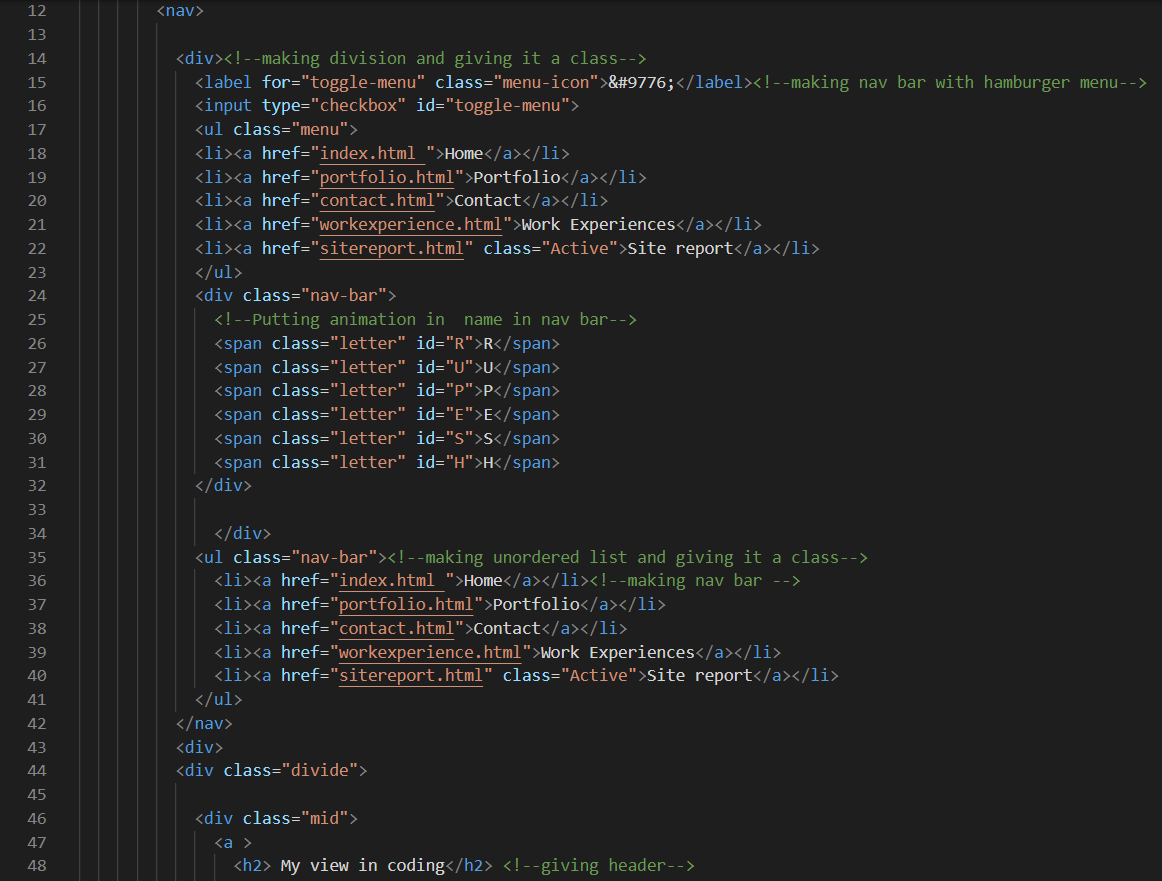 12 <nav>
13
14 <div><!--making division and giving it a class-->
15 <label for="toggle-menu" class="menu-icon">&#9776;</label><!--making nav bar with hamburger menu-->
16 <input type="checkbox" id="toggle-menu">
17 <ul class="menu">
18 <li><a href="index.html ">Home</a></li>
19 <li><a href="portfolio.html">Portfolio</a></li>
20 <li><a href="contact.html">Contact</a></li>
21 <li><a href="workexperience.html">Work Experiences</a></li>
22 <li><a href="sitereport.html" class="Active">Site report</a></li>
23 </ul>
24 <div class="nav-bar">
25 <!--Putting animation in  name in nav bar-->
26 <span class="letter" id="R">R</span>
27 <span class="letter" id="U">U</span>
28 <span class="letter" id="P">P</span>
29 <span class="letter" id="E">E</span>
30 <span class="letter" id="S">S</span>
31 <span class="letter" id="H">H</span>
32 </div>
33
34 </div>
35 <ul class="nav-bar"><!--making unordered list and giving it a class-->
36 <li><a href="index.html ">Home</a></li><!--making nav bar -->
37 <li><a href="portfolio.html">Portfolio</a></li>
38 <li><a href="contact.html">Contact</a></li>
39 <li><a href="workexperience.html">Work Experiences</a></li>
40 <li><a href="sitereport.html" class="Active">Site report</a></li>
41 </ul>
42 </nav>
43 <div>
44 <div class="divide">
45
46 <div class="mid">
47 <a >
48 <h2> My view in coding</h2> <!--giving header-->